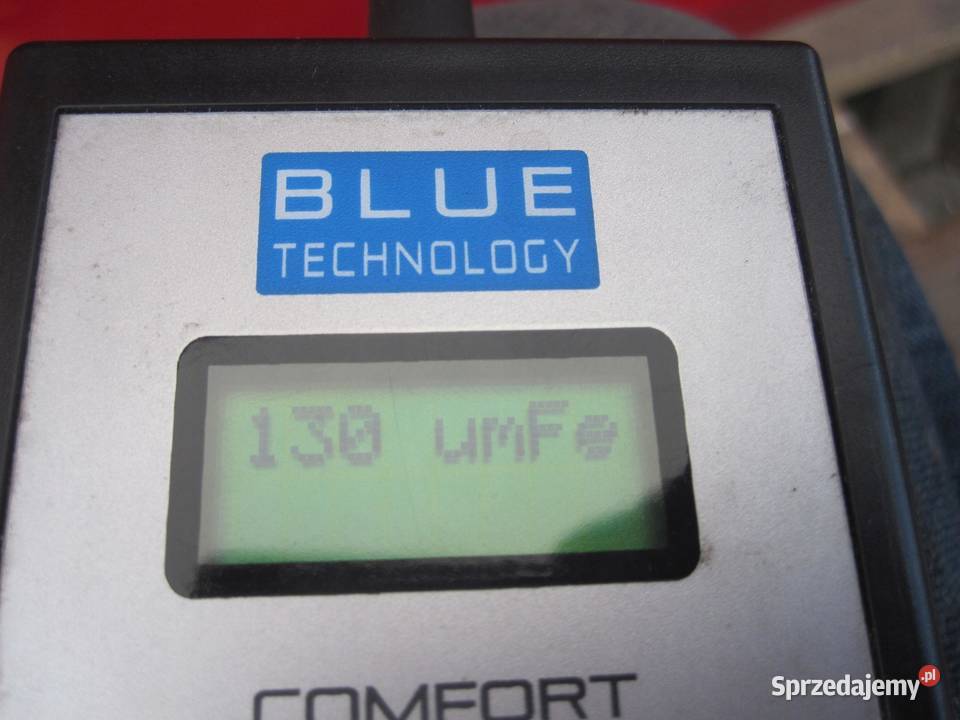 BLUE
TECHNOLOGY
130 umFe
COMFORT
Sprzedajemy.pl